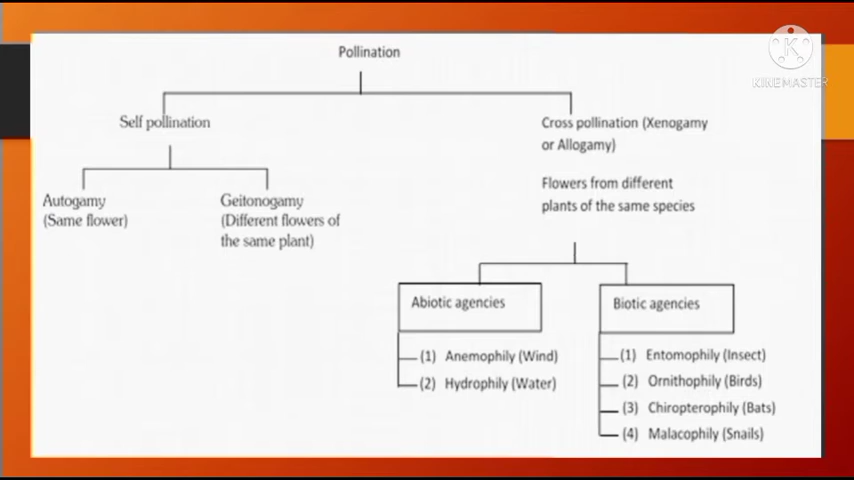 Pollination
KINEMASTER
Self pollination
Cross pollination (Xenogamy
or Allogamy)
Flowers from different
plants of the same species
Autogamy
(Same flower)
Geitonogamy
(Different flowers of
the same plant)
Abiotic agencies
(1) Anemophily (Wind)
(2) Hydrophily (Water)
Biotic agencies
(1) Entomophily (Insect)
(2) Ornithophily (Birds)
(3) Chiropterophily (Bats)
(4) Malacophily (Snails)